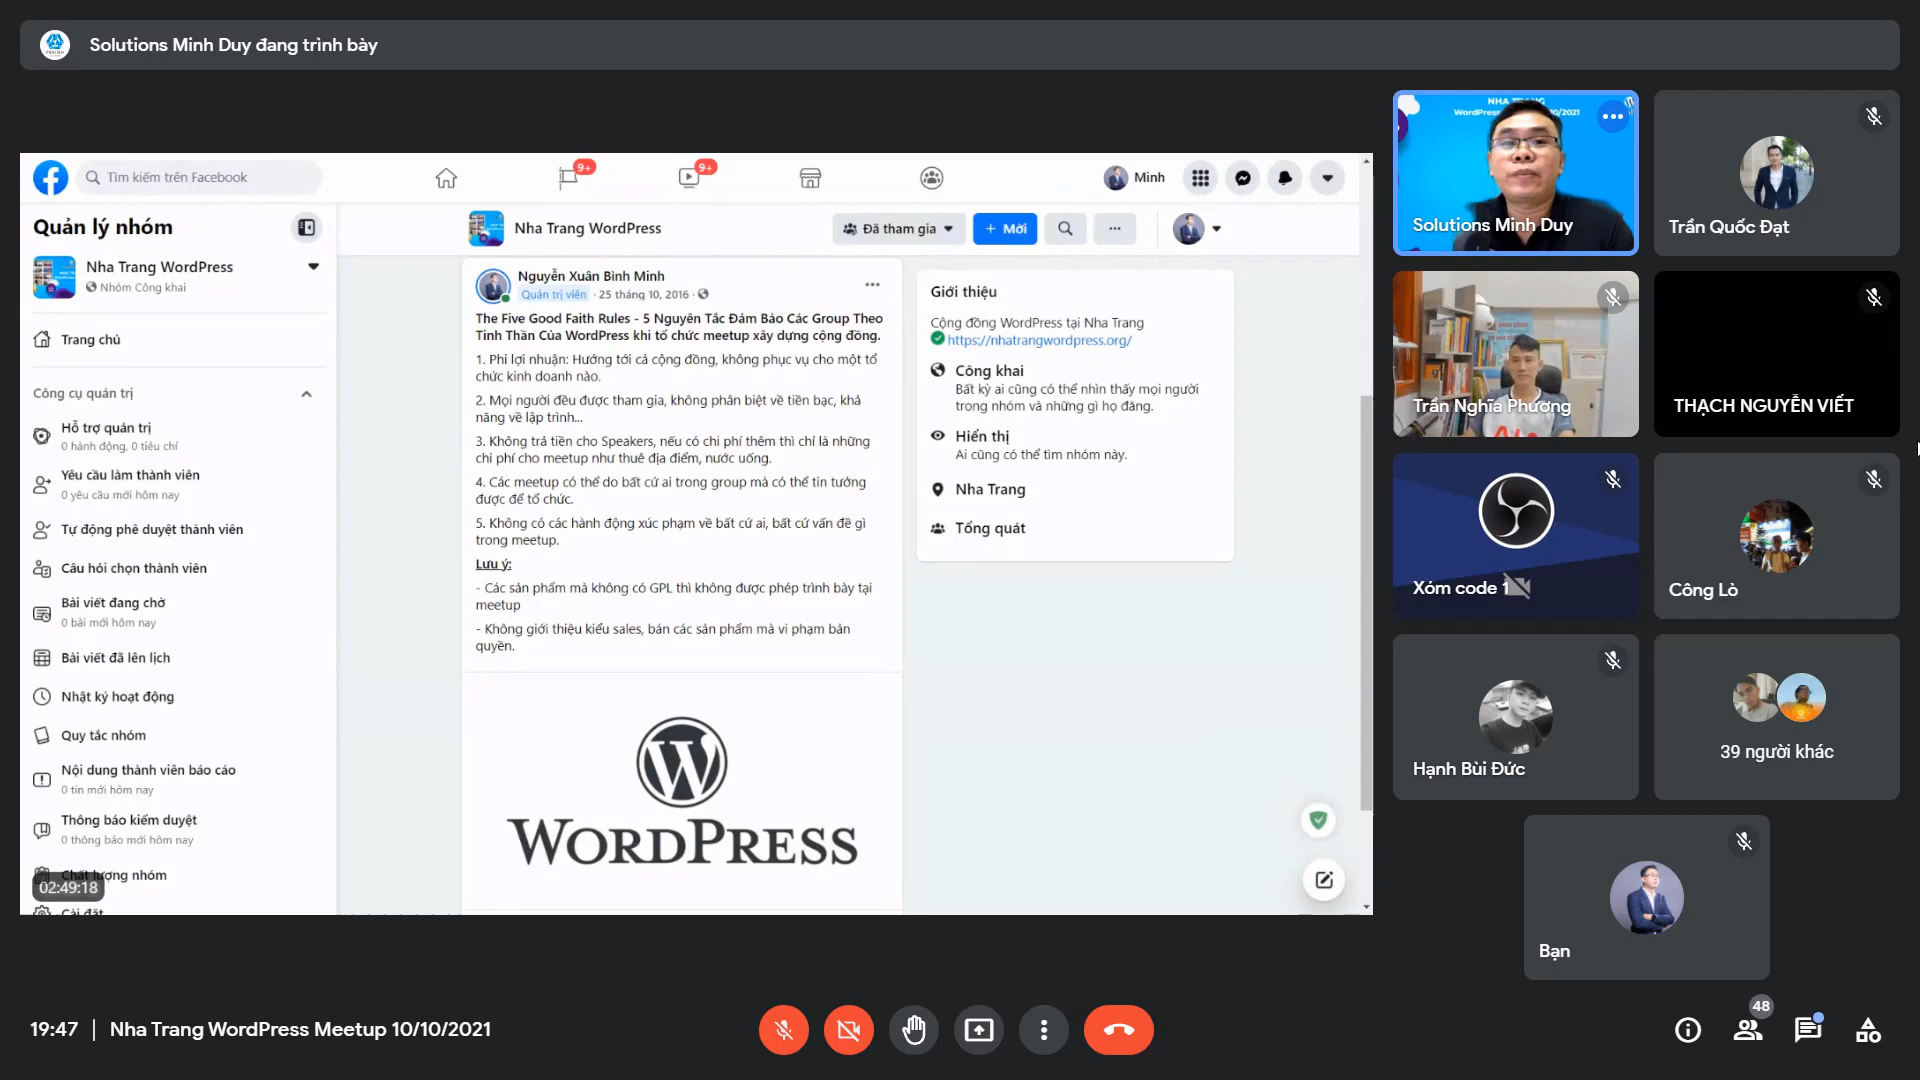 Solutions Minh Duy đang trình bày
Tìm kiếm trên Facebook
9+
9+
Minh
Quản lý nhóm
Nha Trang WordPress
Nhóm Công khai
Trang chủ
Công cụ quản trị
Hỗ trợ quản trị
0 hành động, 0 tiêu chí
Yêu cầu làm thành viên
0 yêu cầu mới hôm nay
Tự động phê duyệt thành viên
Câu hỏi chọn thành viên
Bài viết đang chờ
0 bài mới hôm nay
Bài viết đã lên lịch
Nhật ký hoạt động
Quy tắc nhóm
Nội dung thành viên báo cáo
0 tin mới hôm nay
Thông báo kiểm duyệt
0 thông báo mới hôm nay
Chất lượng nhóm
02:49:18
Cài đặt
Nha Trang WordPress
Đã tham gia
+ Mời
Nguyễn Xuân Bình Minh
Quản trị viên · 25 tháng 10, 2016 ·
The Five Good Faith Rules - 5 Nguyên Tắc Đảm Bảo Các Group Theo
Tinh Thần Của WordPress khi tổ chức meetup xây dựng cộng đồng.
1. Phi lợi nhuận: Hướng tới cả cộng đồng, không phục vụ cho một tổ
chức kinh doanh nào.
2. Mọi người đều được tham gia, không phân biệt về tiền bạc, khả
năng về lập trình...
3. Không trả tiền cho Speakers, nếu có chi phí thêm thì chỉ là những
chi phí cho meetup như thuê địa điểm, nước uống.
4. Các meetup có thể do bất cứ ai trong group mà có thể tin tưởng
được để tổ chức.
5. Không có các hành động xúc phạm về bất cứ ai, bất cứ vấn đề gì
trong meetup.
Lưu ý:
- Các sản phẩm mà không có GPL thì không được phép trình bày tại
meetup
- Không giới thiệu kiểu sales, bán các sản phẩm mà vi phạm bản
quyền.
WORDPRESS
Giới thiệu
Cộng đồng WordPress tại Nha Trang
https://nhatrangwordpress.org/
Công khai
Bất kỳ ai cũng có thể nhìn thấy mọi người
trong nhóm và những gì họ đăng.
Hiển thị
Ai cũng có thể tìm nhóm này.
Nha Trang
Tổng quát
Solutions Minh Duy
Trần Quốc Đạt
Trần Nghĩa Phương
THẠCH NGUYỄN VIẾT
Xóm code 1
Công Lò
Hạnh Bùi Đức
39 người khác
Bạn
19:47 | Nha Trang WordPress Meetup 10/10/2021
48